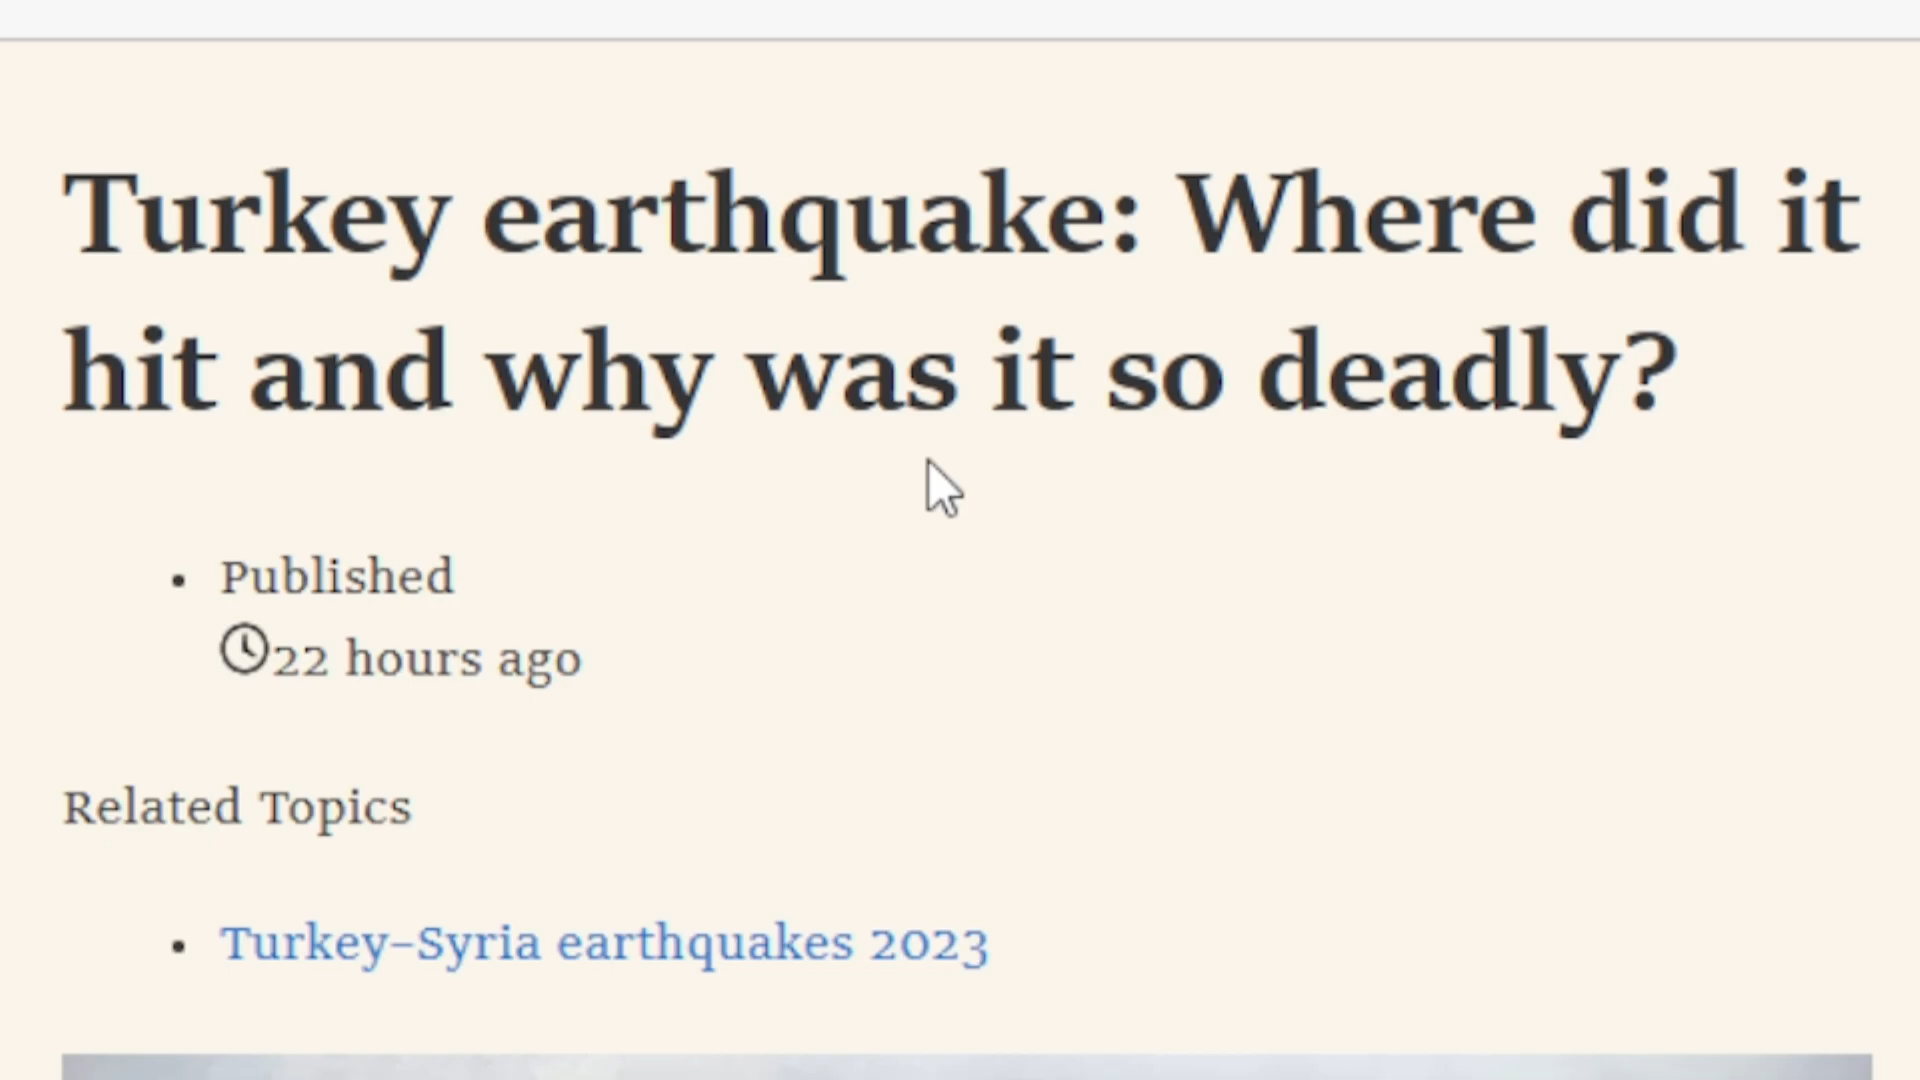 Turkey earthquake: Where did it
hit and why was it so deadly?
Published
22 hours ago
Related Topics
Turkey–Syria earthquakes 2023